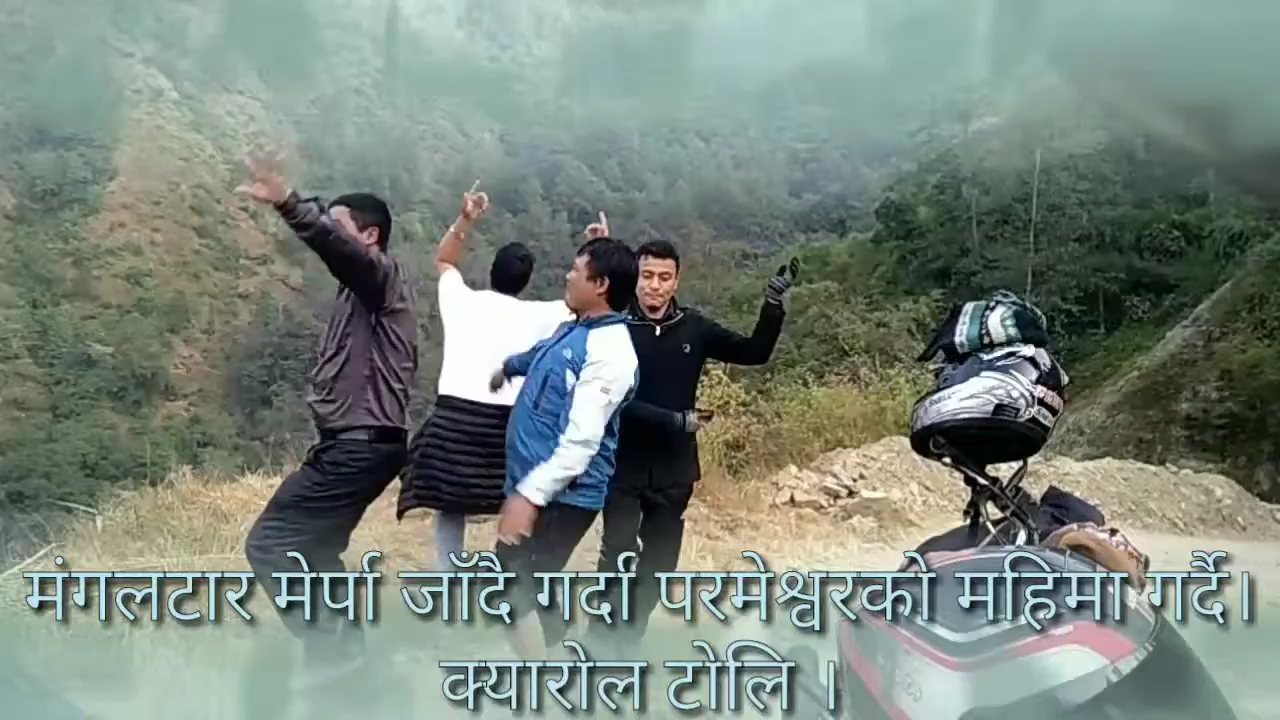 मंगलटार मेर्पा जाँदै गर्दा परमेश्वरको महिमा गर्दै।
क्यारोल टोलि ।